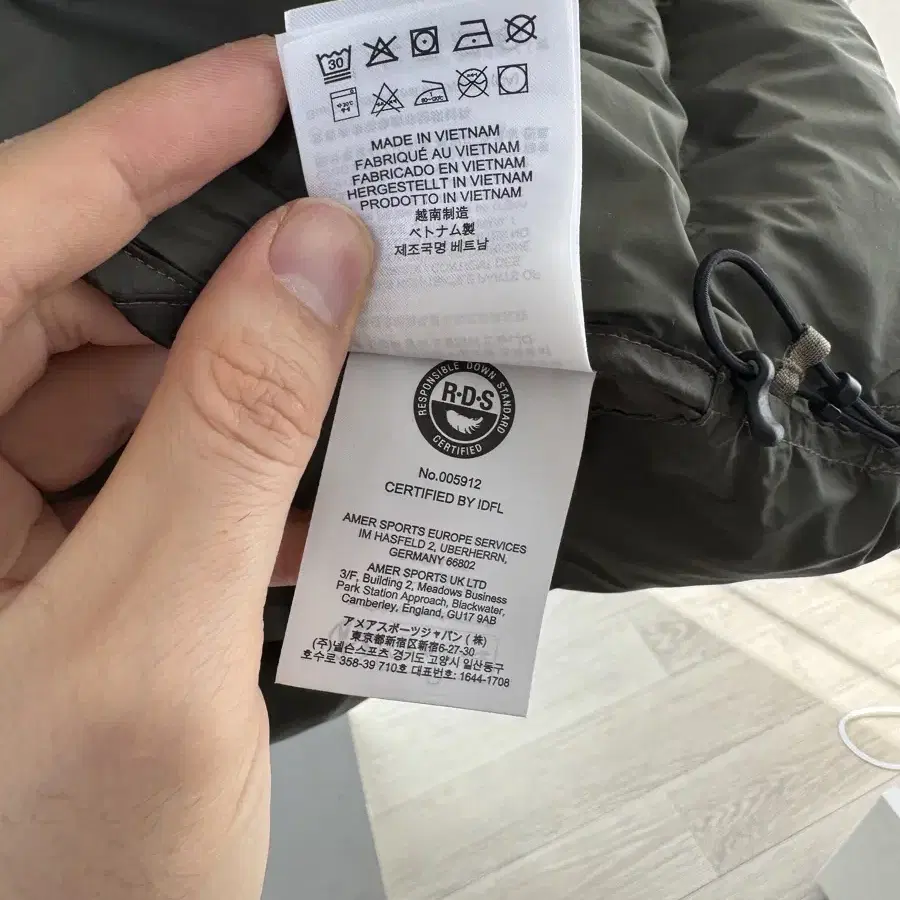 30
MADE IN VIETNAM
FABRIQUÉ AU VIETNAM
FABRICADO EN VIETNAM
HERGESTELLT IN VIETNAM
PRODOTTO IN VIETNAM
越南制造
ベトナム製
제조국명 베트남
RESPONSIBLE DOWN STANDARD
R·D·S
CERTIFIED
No.005912
CERTIFIED BY IDFL
AMER SPORTS EUROPE SERVICES
IM HASFELD 2, UBERHERRN,
GERMANY 66802
AMER SPORTS UK LTD
3/F, Building 2, Meadows Business
Park Station Approach, Blackwater,
Camberley, England, GU17 9AB
アメアスポーツジャパン(株)
東京都新宿区新宿6-27-30
(주)넬슨스포츠 경기도 고양시 일산동구
호수로 358-39 710호 대표번호: 1644-1708